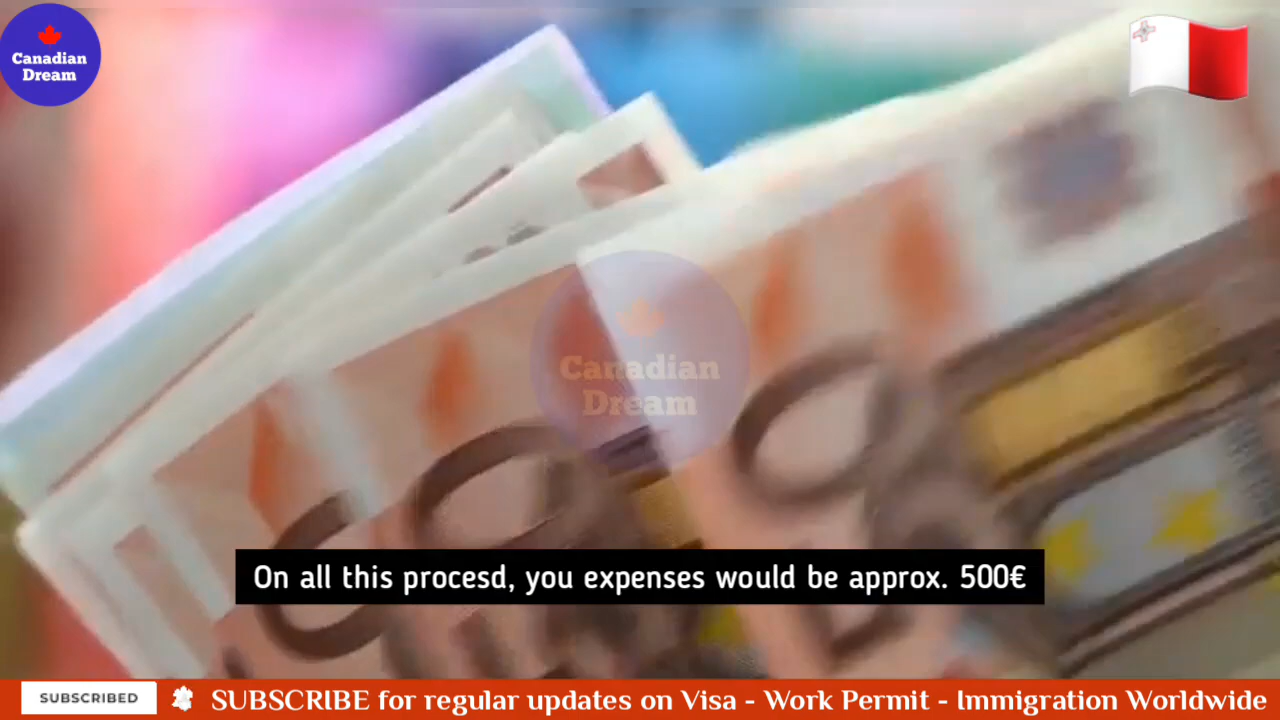 Canadian
Dream
Canadian
Dream
On all this procesd, you expenses would be approx. 500€
SUBSCRIBED
SUBSCRIBE for regular updates on Visa - Work Permit - Immigration Worldwide